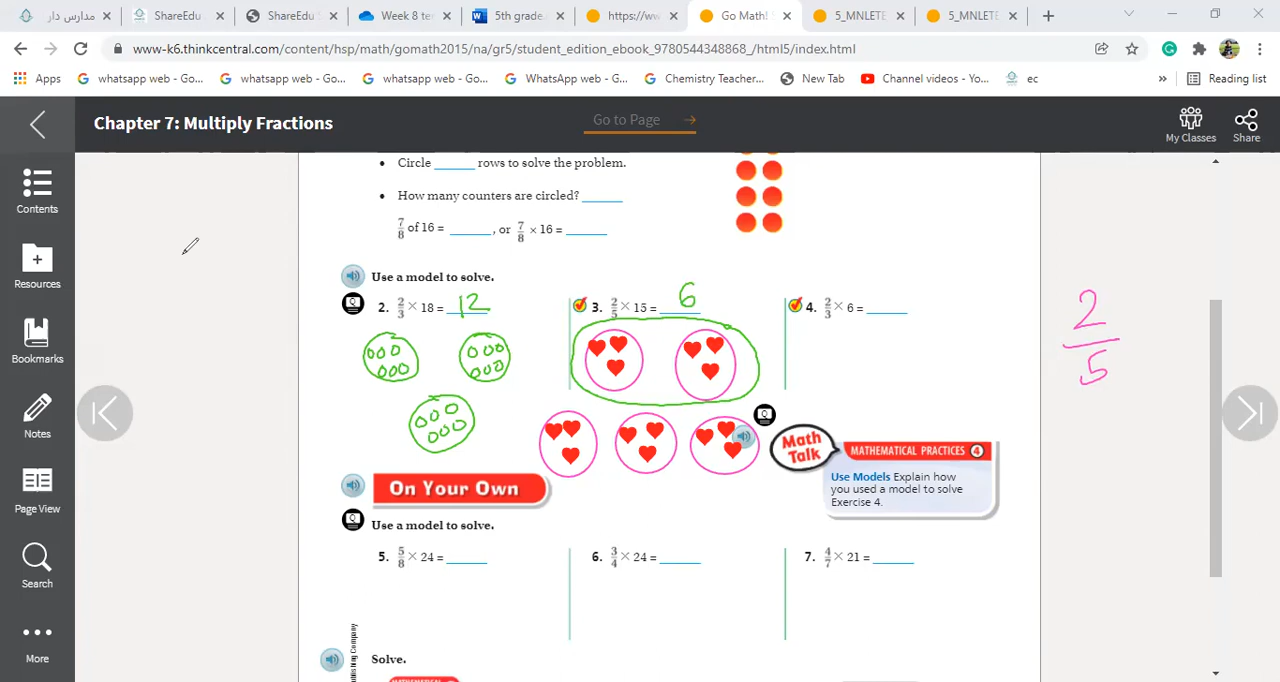 مدارس دار
ShareEdu
ShareEdu S
Week 8 te
5th grade.
https://ww
Go Math!
5_MNLETE
5_MNLETE
www-k6.thinkcentral.com/content/hsp/math/gomath2015/na/gr5/student_edition_ebook_9780544348868_/html5/index.html
Apps
whatsapp web - Go...
whatsapp web - Go...
whatsapp web - Go...
WhatsApp web - G...
Chemistry Teacher...
New Tab
Channel videos - Yo...
ec
»
Reading list
Chapter 7: Multiply Fractions
Go to Page
My Classes
Share
Contents
Resources
Bookmarks
Notes
Page View
Search
More
• Circle ______ rows to solve the problem.
• How many counters are circled? ______
7/8 of 16 = ______, or 7/8 × 16 = ______
Use a model to solve.
2. 2/3 × 18 = 12
3. 2/5 × 15 = 6
4. 2/3 × 6 = ______
2/5
Math Talk
MATHEMATICAL PRACTICES 4
Use Models Explain how
you used a model to solve
Exercise 4.
On Your Own
Use a model to solve.
5. 5/8 × 24 = ______
6. 3/4 × 24 = ______
7. 4/7 × 21 = ______
Solve.